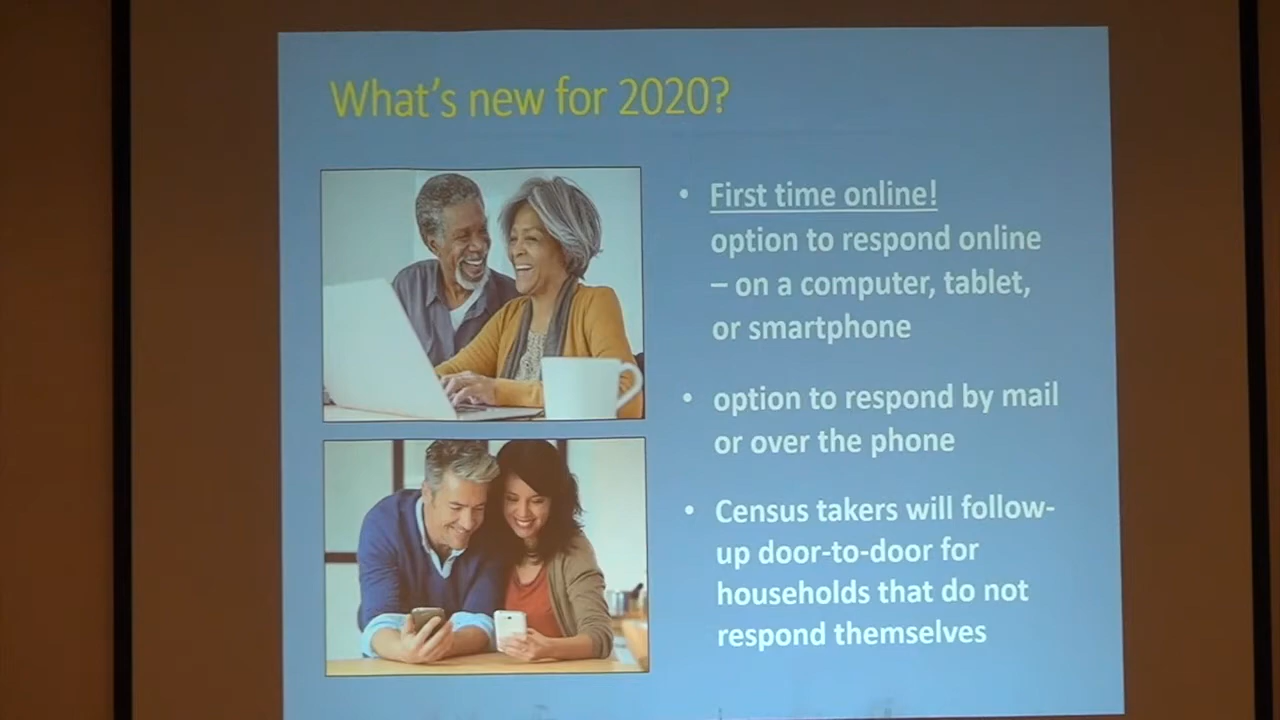 What's new for 2020?
• First time online!
option to respond online
– on a computer, tablet,
or smartphone
• option to respond by mail
or over the phone
• Census takers will follow-
up door-to-door for
households that do not
respond themselves